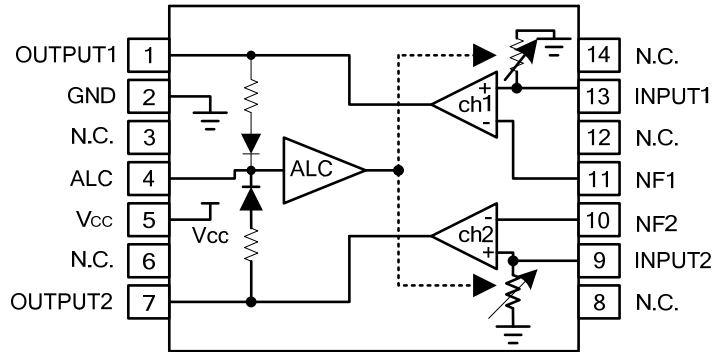 OUTPUT1 1
GND 2
N.C. 3
ALC 4
Vcc 5
N.C. 6
OUTPUT2 7
14 N.C.
13 INPUT1
12 N.C.
11 NF1
10 NF2
9 INPUT2
8 N.C.
Vcc
ALC
+ ch1
-
- ch2
+